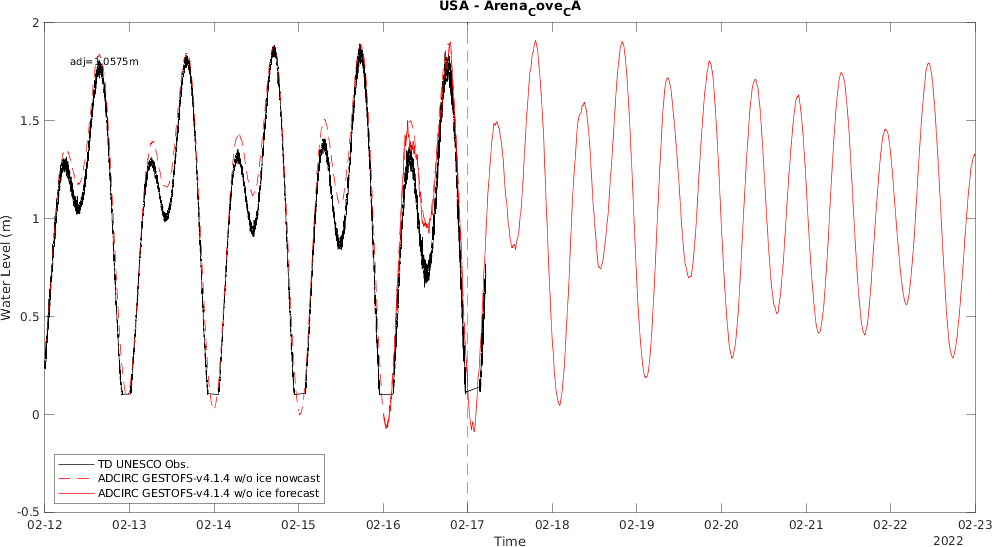 USA - ArenaCoveCA
adj=1.0575m
2
1.5
1
0.5
0
-0.5
Water Level (m)
TD UNESCO Obs.
ADCIRC GESTOFS-v4.1.4 w/o ice nowcast
ADCIRC GESTOFS-v4.1.4 w/o ice forecast
02-12 02-13 02-14 02-15 02-16 02-17 02-18 02-19 02-20 02-21 02-22 02-23
Time
2022